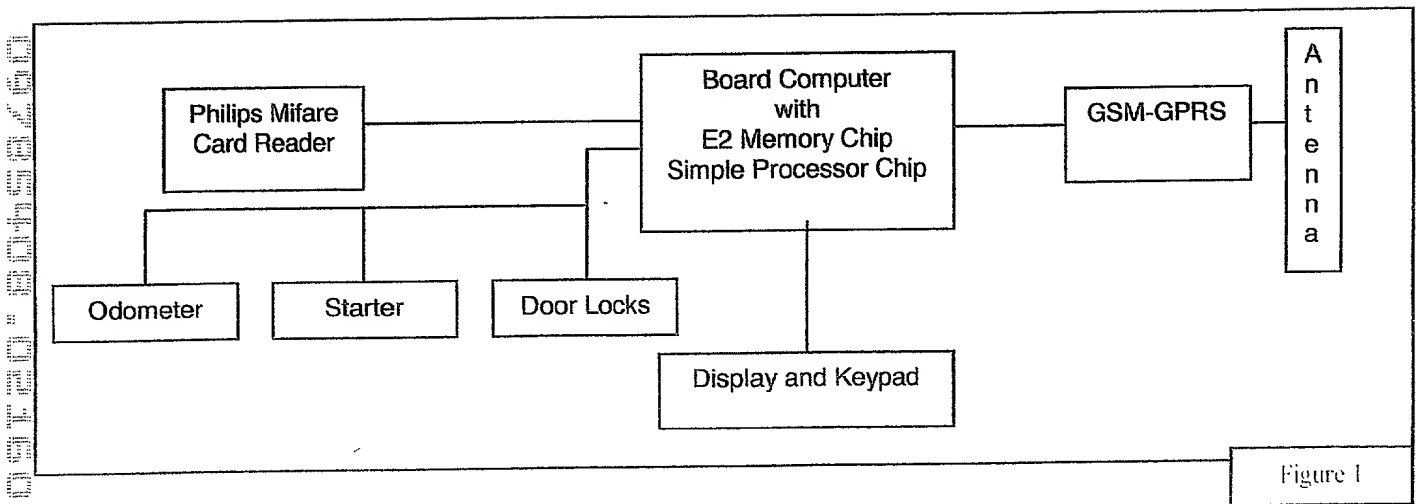 Philips Mifare
Card Reader
Board Computer
with
E2 Memory Chip
Simple Processor Chip
GSM-GPRS
Antenna
Odometer
Starter
Door Locks
Display and Keypad
Figure 1